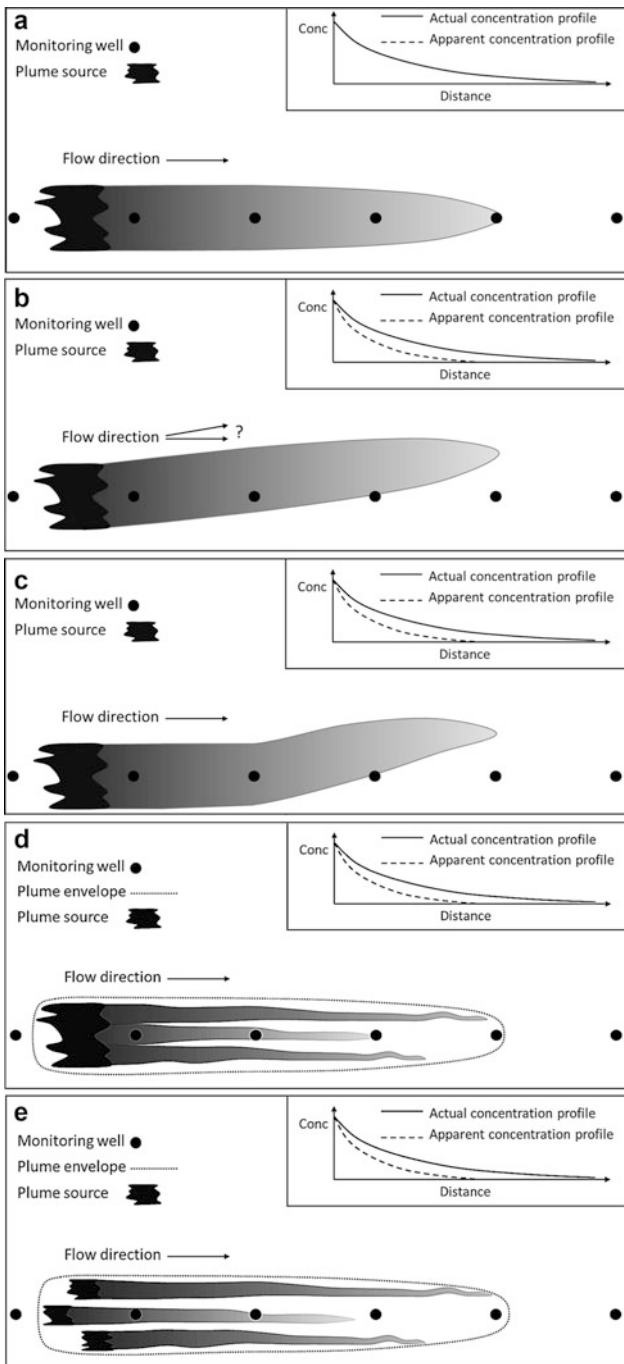 a
Monitoring well
Plume source
Conc
Actual concentration profile
Apparent concentration profile
Distance
Flow direction
b
Monitoring well
Plume source
Conc
Actual concentration profile
Apparent concentration profile
Distance
Flow direction ?
c
Monitoring well
Plume source
Conc
Actual concentration profile
Apparent concentration profile
Distance
Flow direction
d
Monitoring well
Plume envelope
Plume source
Conc
Actual concentration profile
Apparent concentration profile
Distance
Flow direction
e
Monitoring well
Plume envelope
Plume source
Conc
Actual concentration profile
Apparent concentration profile
Distance
Flow direction